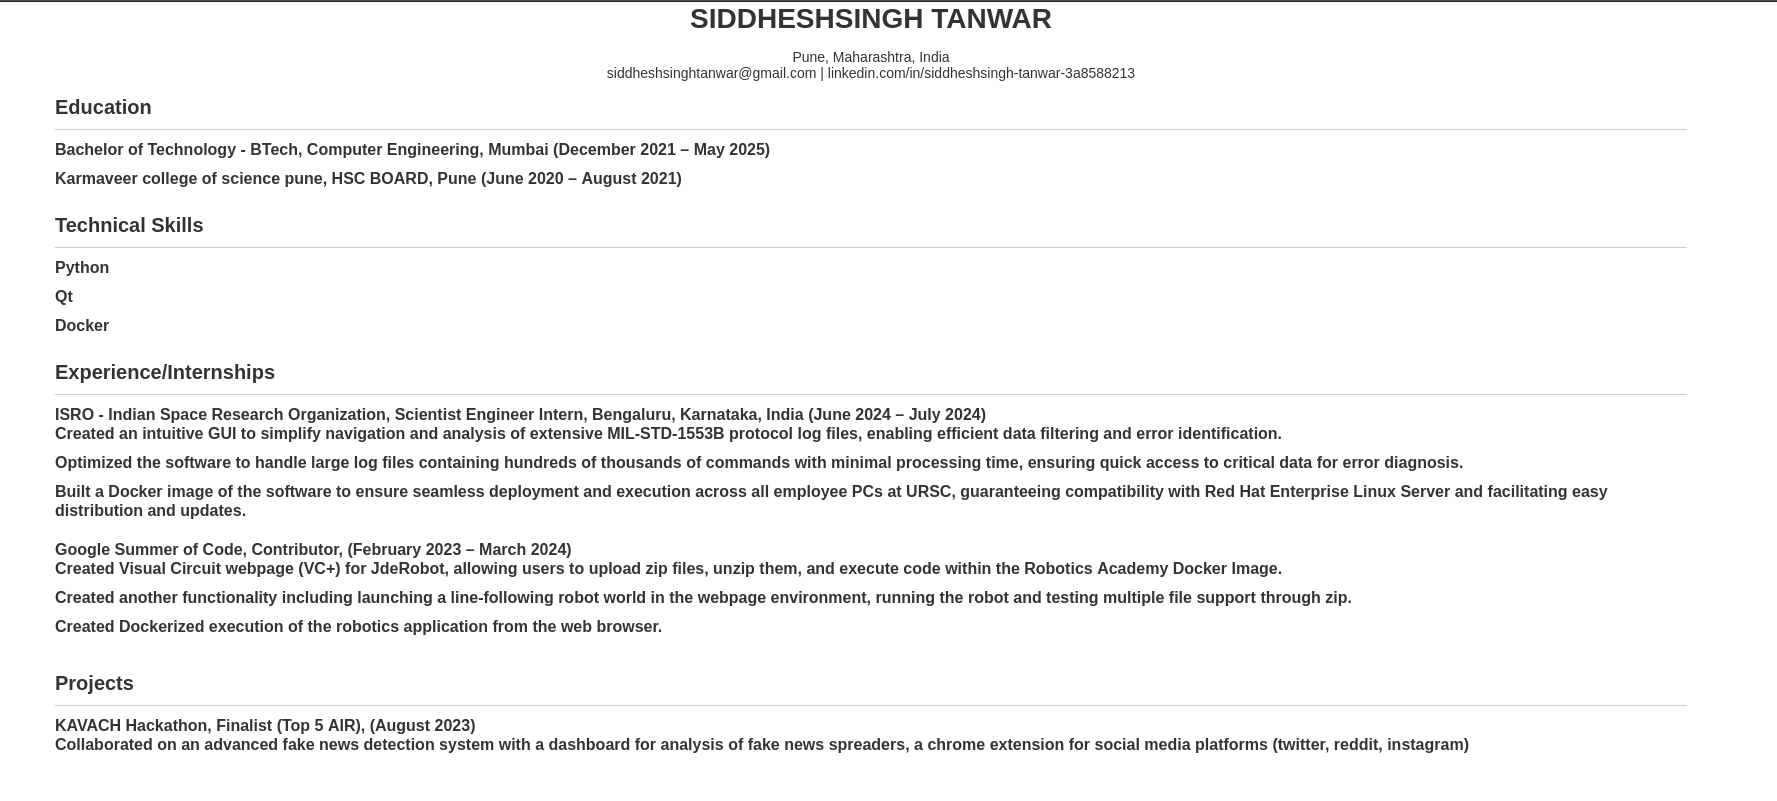 SIDDHESHSINGH TANWAR
Pune, Maharashtra, India
siddheshsinghtanwar@gmail.com | linkedin.com/in/siddheshsingh-tanwar-3a8588213
Education
Bachelor of Technology - BTech, Computer Engineering, Mumbai (December 2021 – May 2025)
Karmaveer college of science pune, HSC BOARD, Pune (June 2020 – August 2021)
Technical Skills
Python
Qt
Docker
Experience/Internships
ISRO - Indian Space Research Organization, Scientist Engineer Intern, Bengaluru, Karnataka, India (June 2024 – July 2024)
Created an intuitive GUI to simplify navigation and analysis of extensive MIL-STD-1553B protocol log files, enabling efficient data filtering and error identification.
Optimized the software to handle large log files containing hundreds of thousands of commands with minimal processing time, ensuring quick access to critical data for error diagnosis.
Built a Docker image of the software to ensure seamless deployment and execution across all employee PCs at URSC, guaranteeing compatibility with Red Hat Enterprise Linux Server and facilitating easy
distribution and updates.
Google Summer of Code, Contributor, (February 2023 – March 2024)
Created Visual Circuit webpage (VC+) for JdeRobot, allowing users to upload zip files, unzip them, and execute code within the Robotics Academy Docker Image.
Created another functionality including launching a line-following robot world in the webpage environment, running the robot and testing multiple file support through zip.
Created Dockerized execution of the robotics application from the web browser.
Projects
KAVACH Hackathon, Finalist (Top 5 AIR), (August 2023)
Collaborated on an advanced fake news detection system with a dashboard for analysis of fake news spreaders, a chrome extension for social media platforms (twitter, reddit, instagram)